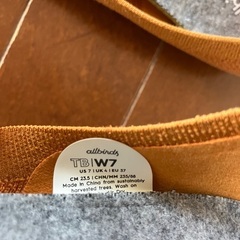 allbirds
TB|W7
US 7 | UK 4 | EU 37
CM 23.5 | CHN/MM 235/86
Made in China from sustainably
harvested trees. Wash on